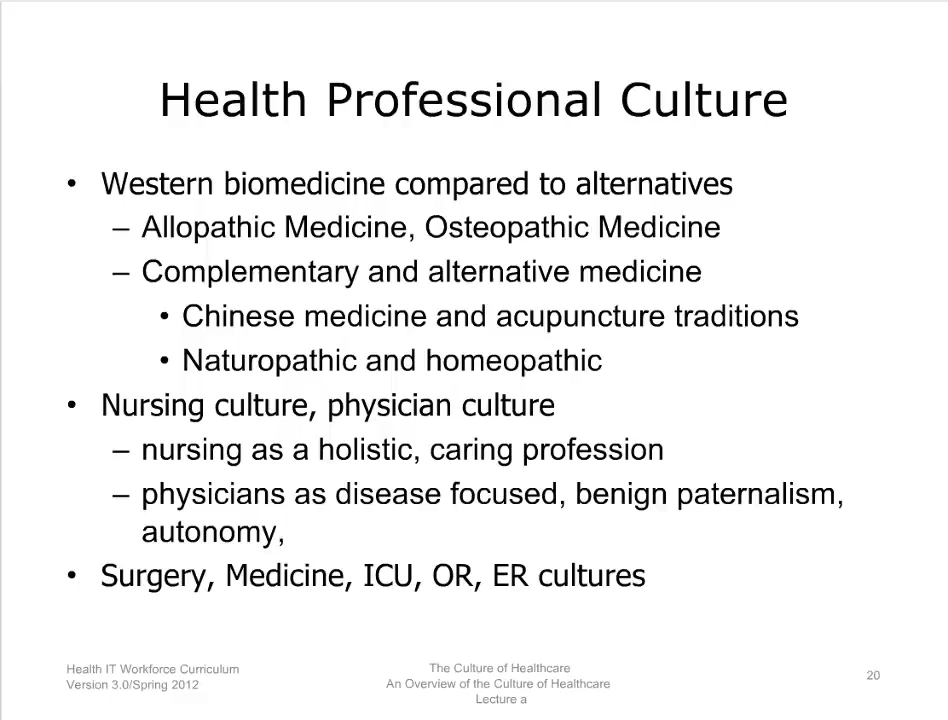 Health Professional Culture
• Western biomedicine compared to alternatives
– Allopathic Medicine, Osteopathic Medicine
– Complementary and alternative medicine
• Chinese medicine and acupuncture traditions
• Naturopathic and homeopathic
• Nursing culture, physician culture
– nursing as a holistic, caring profession
– physicians as disease focused, benign paternalism,
autonomy,
• Surgery, Medicine, ICU, OR, ER cultures
Health IT Workforce Curriculum
Version 3.0/Spring 2012
The Culture of Healthcare
An Overview of the Culture of Healthcare
Lecture a
20